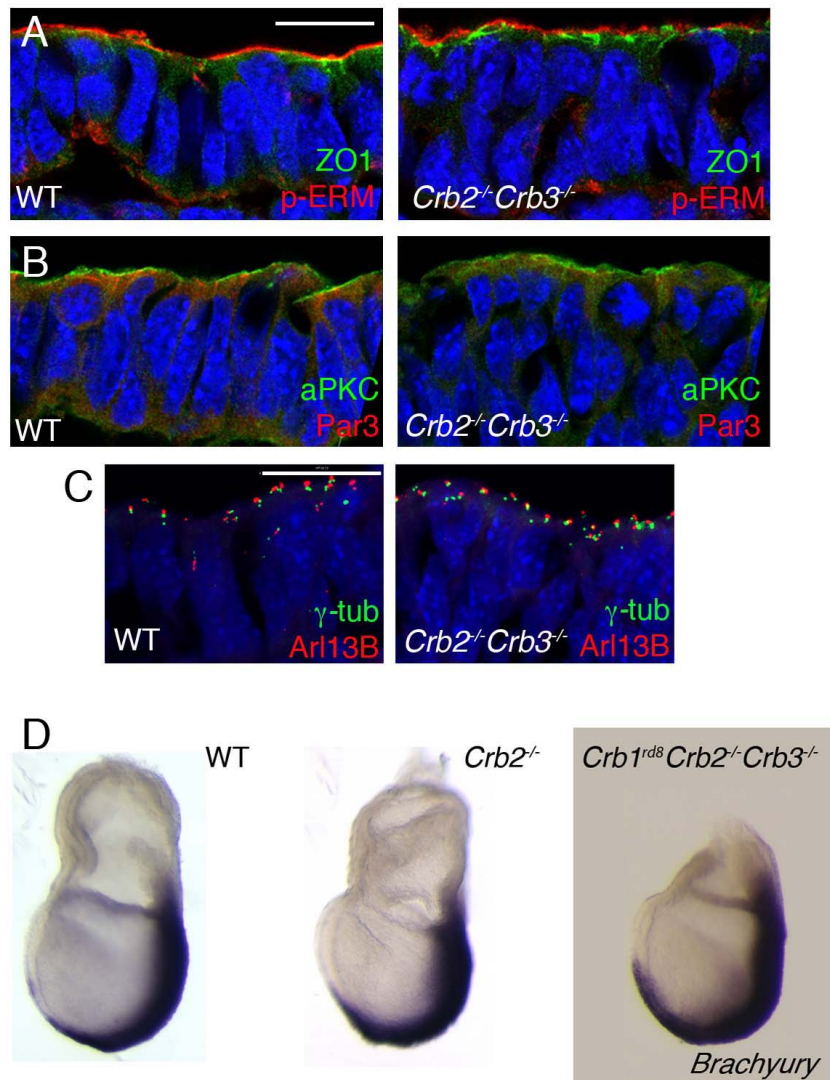 A
ZO1
p-ERM
WT
ZO1
Crb2-/-Crb3-/-
p-ERM
B
aPKC
Par3
WT
aPKC
Crb2-/-Crb3-/-
Par3
C
γ-tub
Arl13B
WT
γ-tub
Crb2-/-Crb3-/-
Arl13B
D
WT
Crb2-/-
Crb1rd8Crb2-/-Crb3-/-
Brachyury